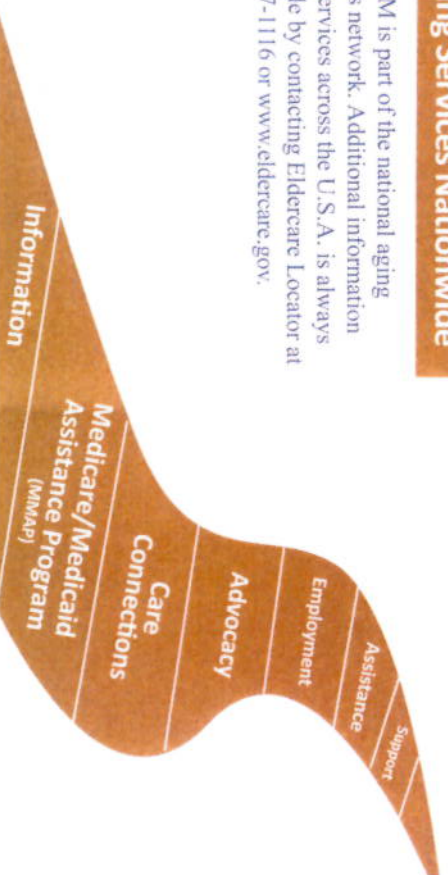 ng Services Nationwide
M is part of the national aging
s network. Additional information
ervices across the U.S.A. is always
le by contacting Eldercare Locator at
7-1116 or www.eldercare.gov.
Support
Assistance
Employment
Advocacy
Care
Connections
Medicare/Medicaid
Assistance Program
(MMAP)
Information